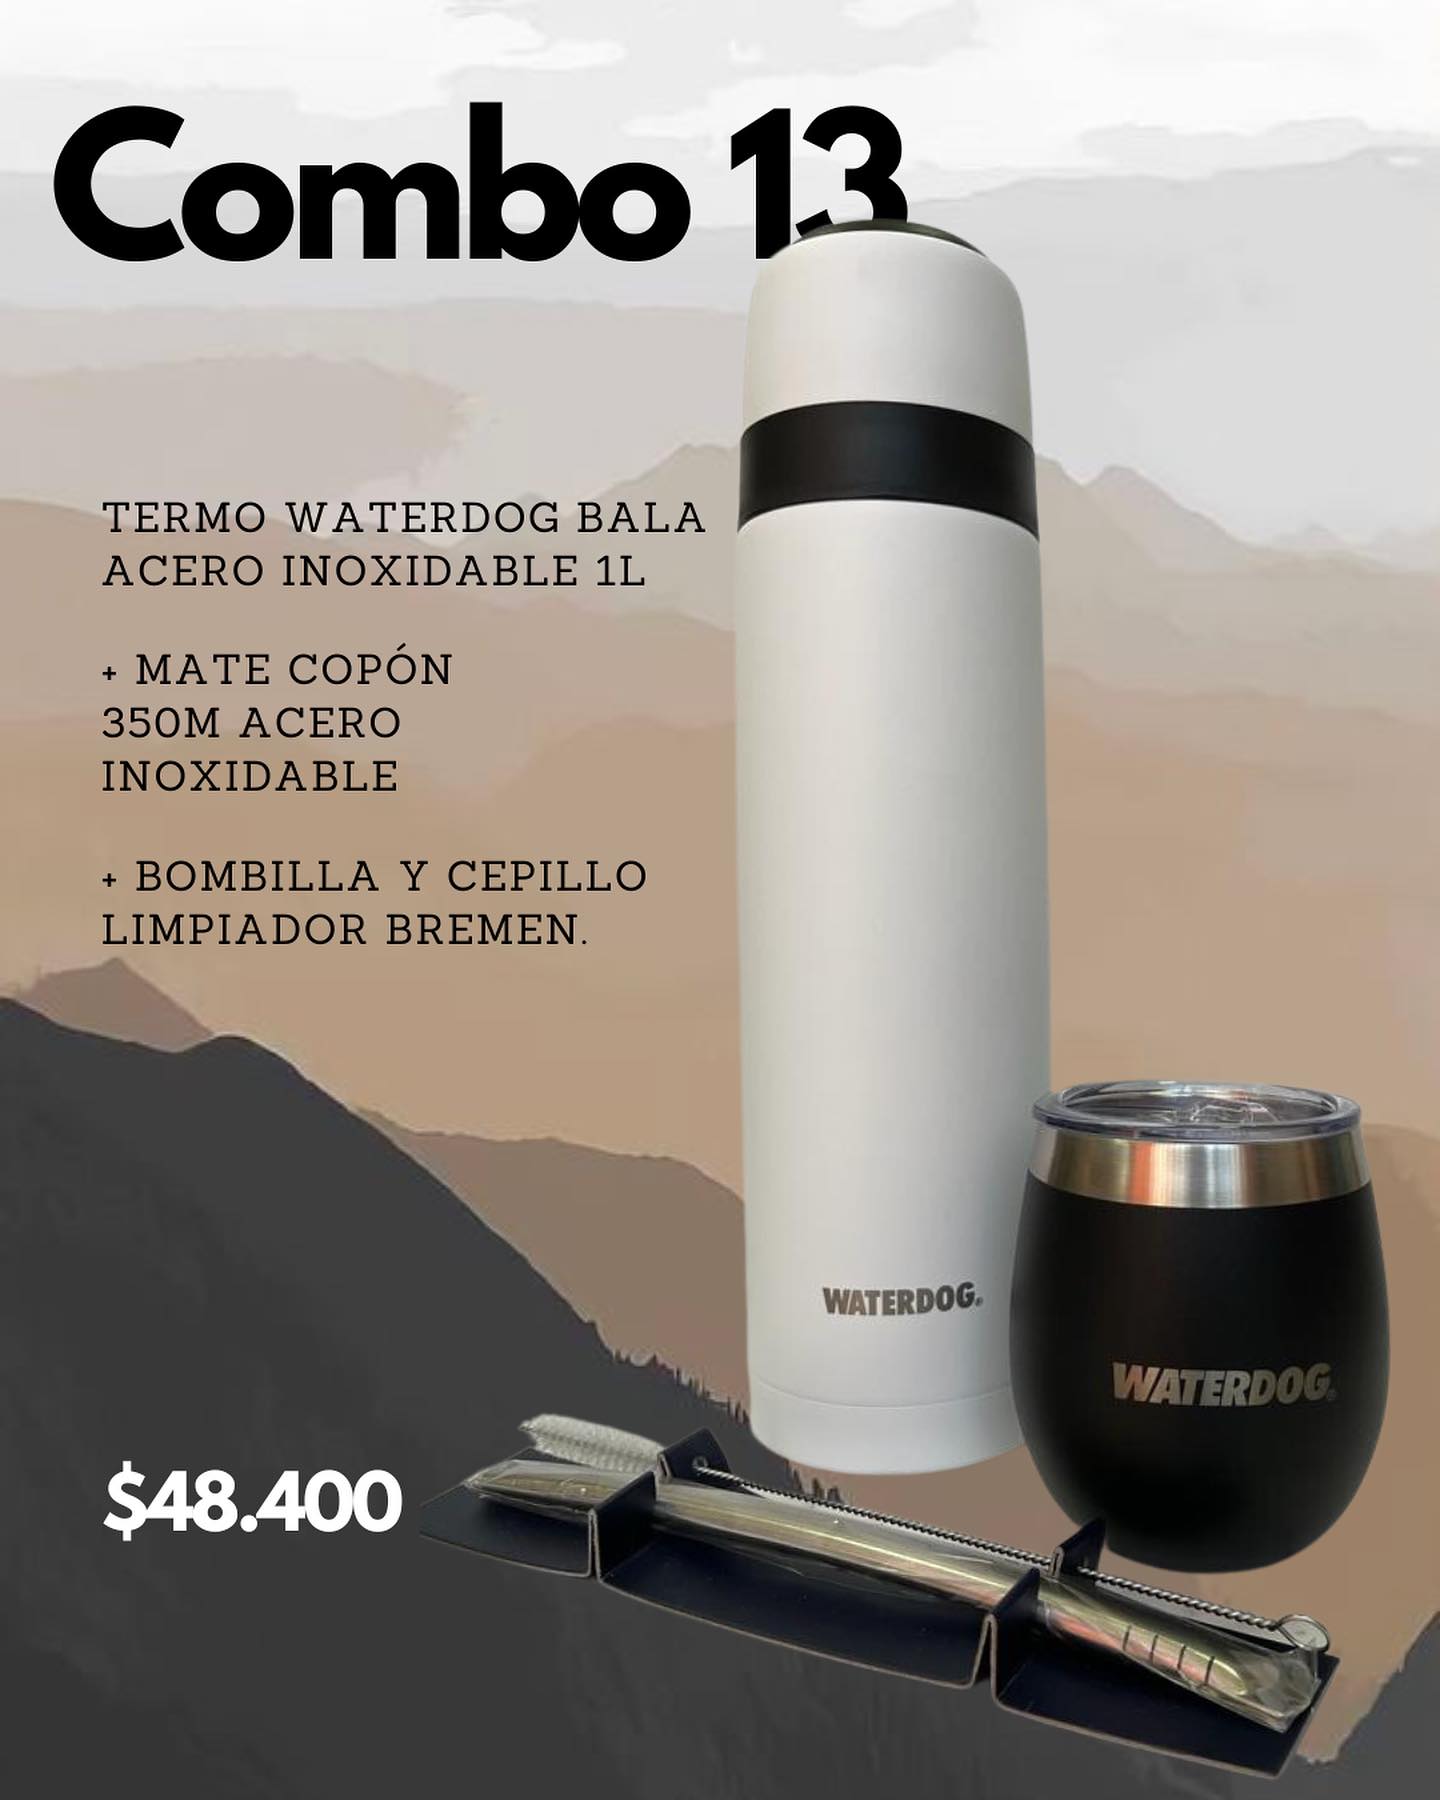 Combo 13
TERMO WATERDOG BALA
ACERO INOXIDABLE 1L
+ MATE COPÓN
350M ACERO
INOXIDABLE
+ BOMBILLA Y CEPILLO
LIMPIADOR BREMEN.
WATERDOG®
WATERDOG®
$48.400